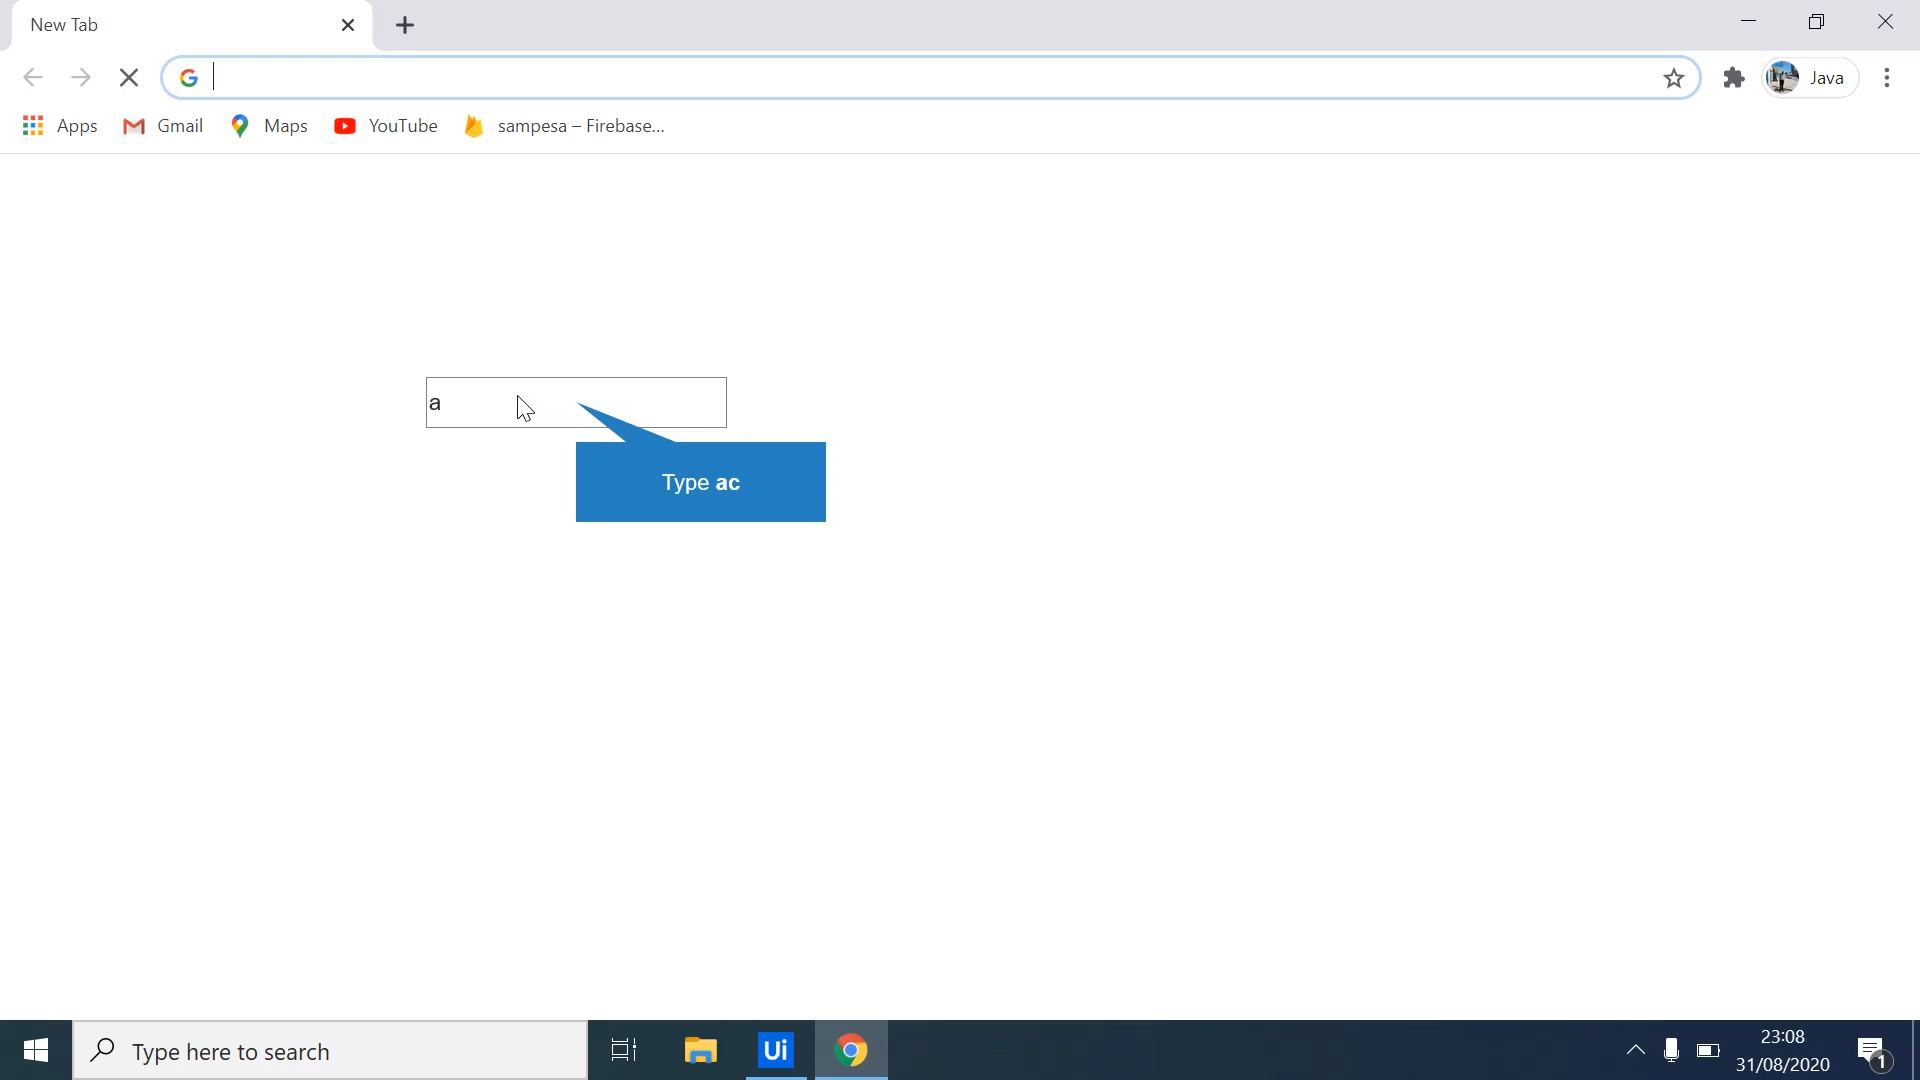 New Tab
Java
Apps
Gmail
Maps
YouTube
sampesa – Firebase...
a
Type ac
Type here to search
Ui
23:08
31/08/2020
1